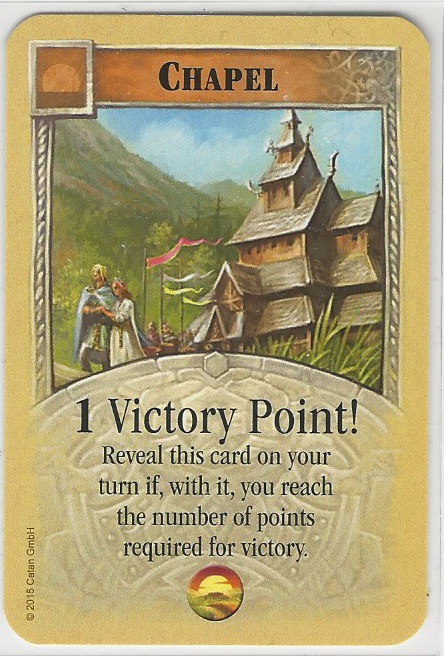 CHAPEL
1 Victory Point!
Reveal this card on your
turn if, with it, you reach
the number of points
required for victory.
© 2015 Catan GmbH